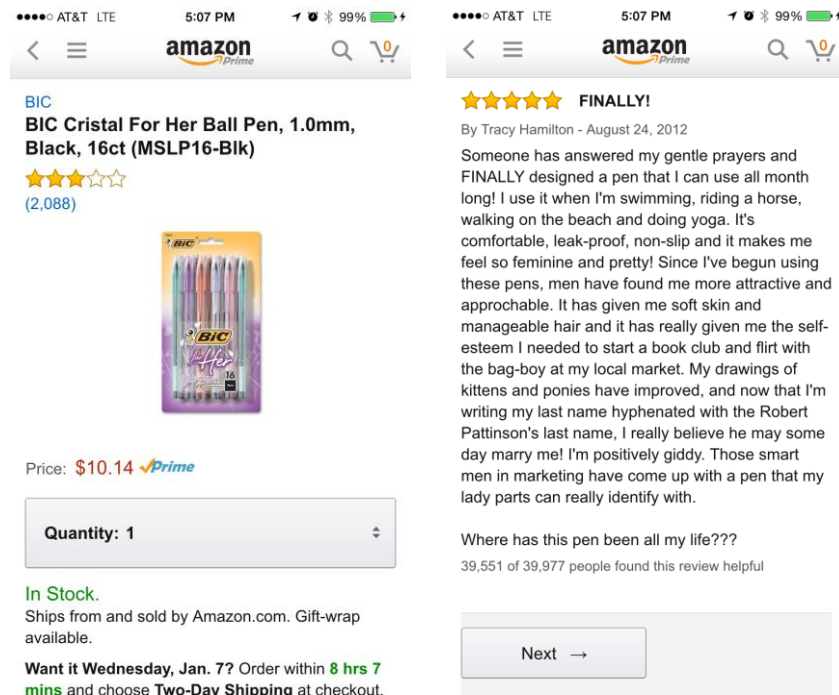 AT&T LTE 5:07 PM 99%
amazon
Prime
0
BIC
BIC Cristal For Her Ball Pen, 1.0mm,
Black, 16ct (MSLP16-Blk)
(2,088)
BIC
BIC
for Her
16
Price: $10.14 Prime
Quantity: 1
In Stock.
Ships from and sold by Amazon.com. Gift-wrap
available.
Want it Wednesday, Jan. 7? Order within 8 hrs 7
mins and choose Two-Day Shipping at checkout.
AT&T LTE 5:07 PM 99%
amazon
Prime
0
FINALLY!
By Tracy Hamilton - August 24, 2012
Someone has answered my gentle prayers and
FINALLY designed a pen that I can use all month
long! I use it when I'm swimming, riding a horse,
walking on the beach and doing yoga. It's
comfortable, leak-proof, non-slip and it makes me
feel so feminine and pretty! Since I've begun using
these pens, men have found me more attractive and
approchable. It has given me soft skin and
manageable hair and it has really given me the self-
esteem I needed to start a book club and flirt with
the bag-boy at my local market. My drawings of
kittens and ponies have improved, and now that I'm
writing my last name hyphenated with the Robert
Pattinson's last name, I really believe he may some
day marry me! I'm positively giddy. Those smart
men in marketing have come up with a pen that my
lady parts can really identify with.
Where has this pen been all my life???
39,551 of 39,977 people found this review helpful
Next →